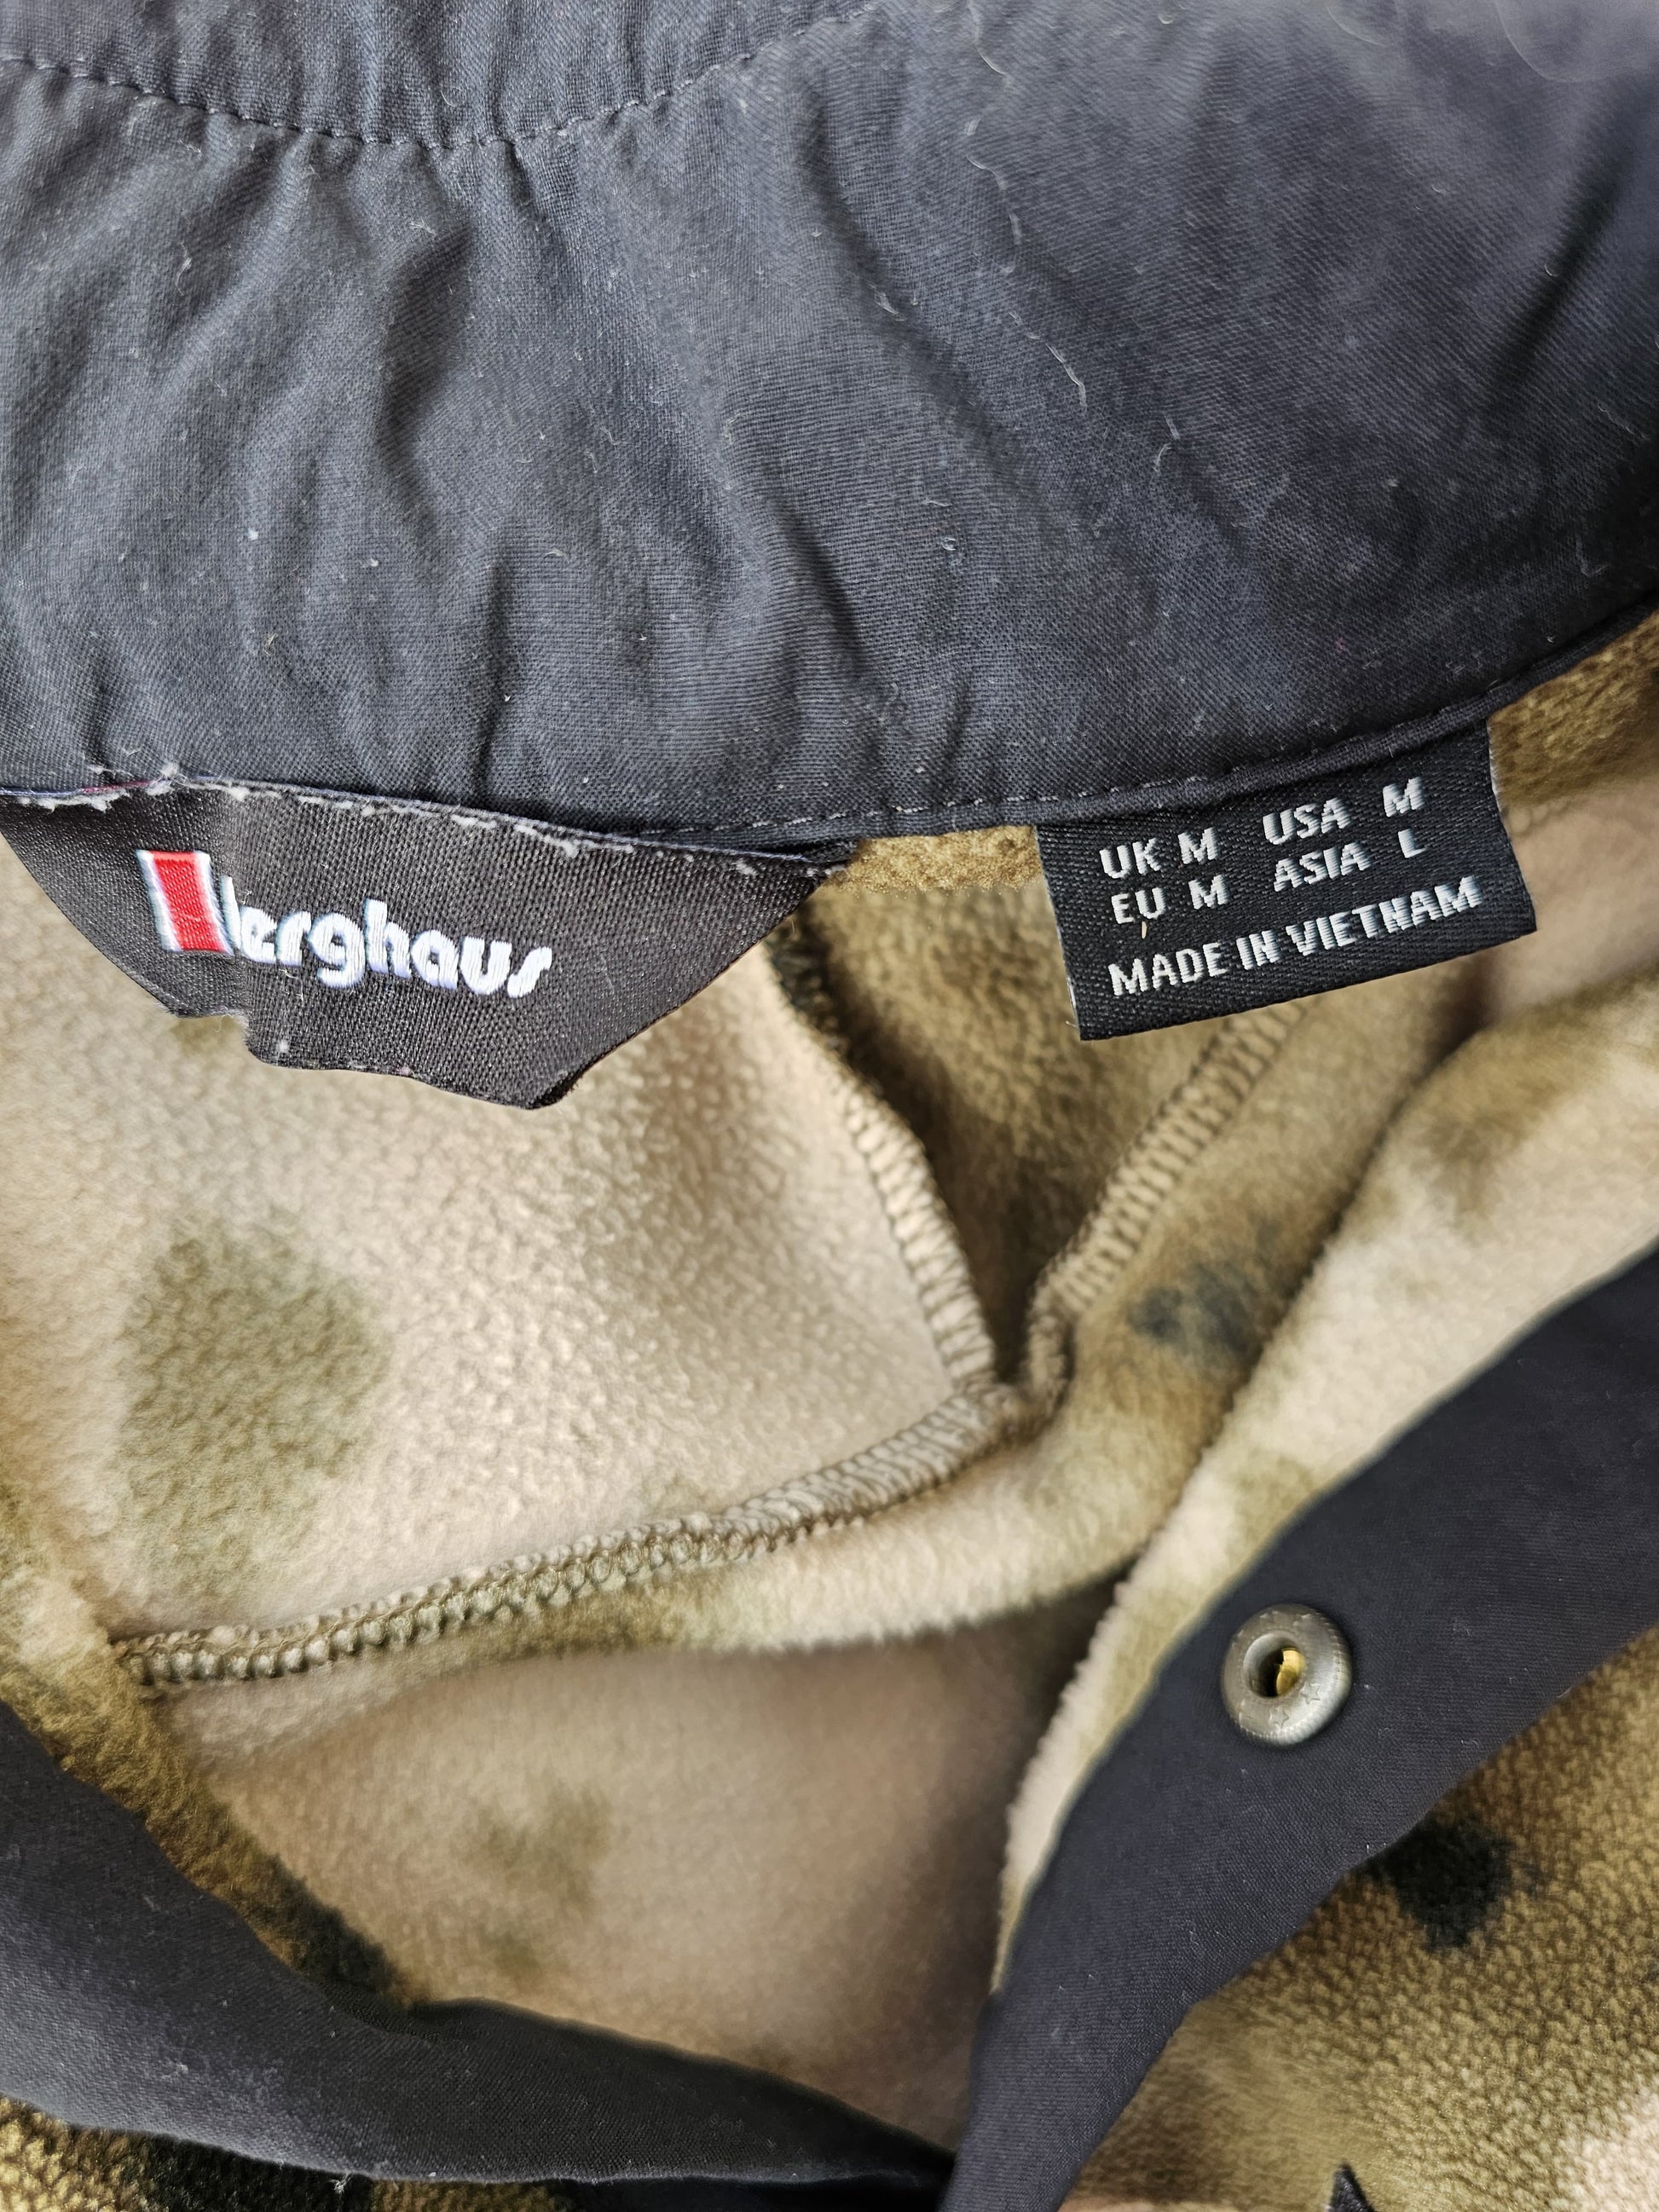 Berghaus
UK M USA M
EU M ASIA L
MADE IN VIETNAM